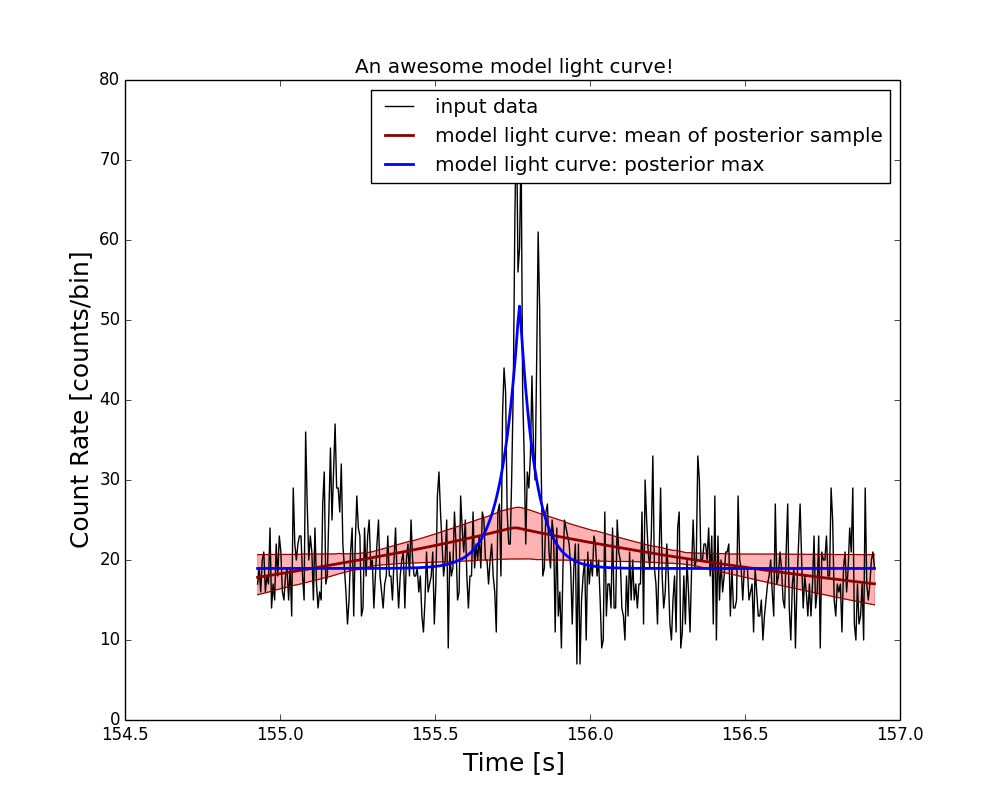 An awesome model light curve!
input data
model light curve: mean of posterior sample
model light curve: posterior max
Count Rate [counts/bin]
80
70
60
50
40
30
20
10
0
154.5 155.0 155.5 156.0 156.5 157.0
Time [s]